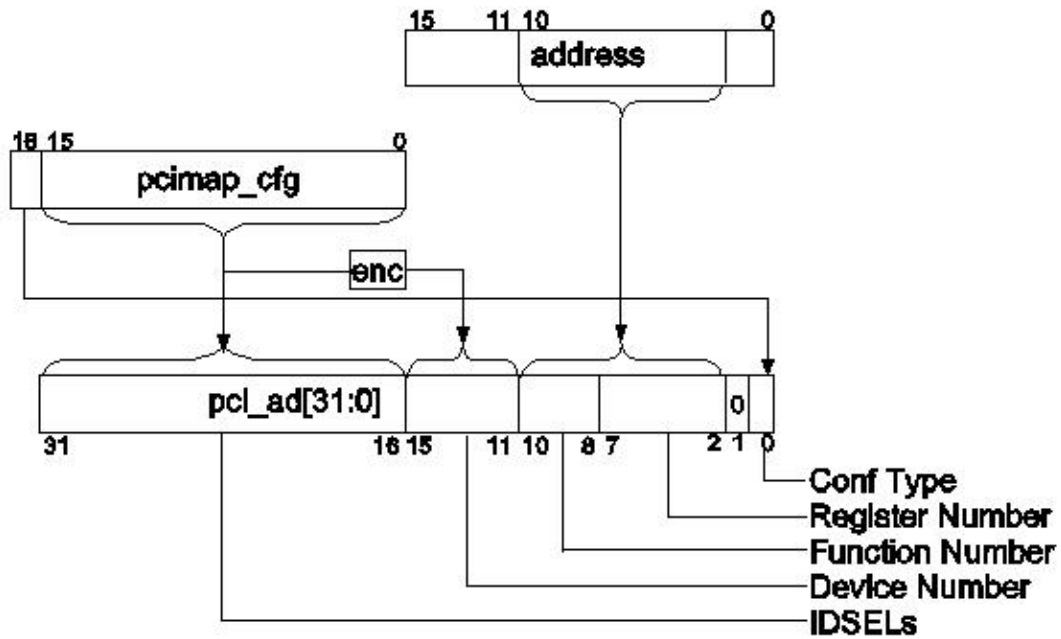 15 11 10 0
address
16 15 0
pcimap_cfg
enc
pci_ad[31:0] 0
31 16 15 11 10 8 7 2 1 0
Conf Type
Register Number
Function Number
Device Number
IDSELs